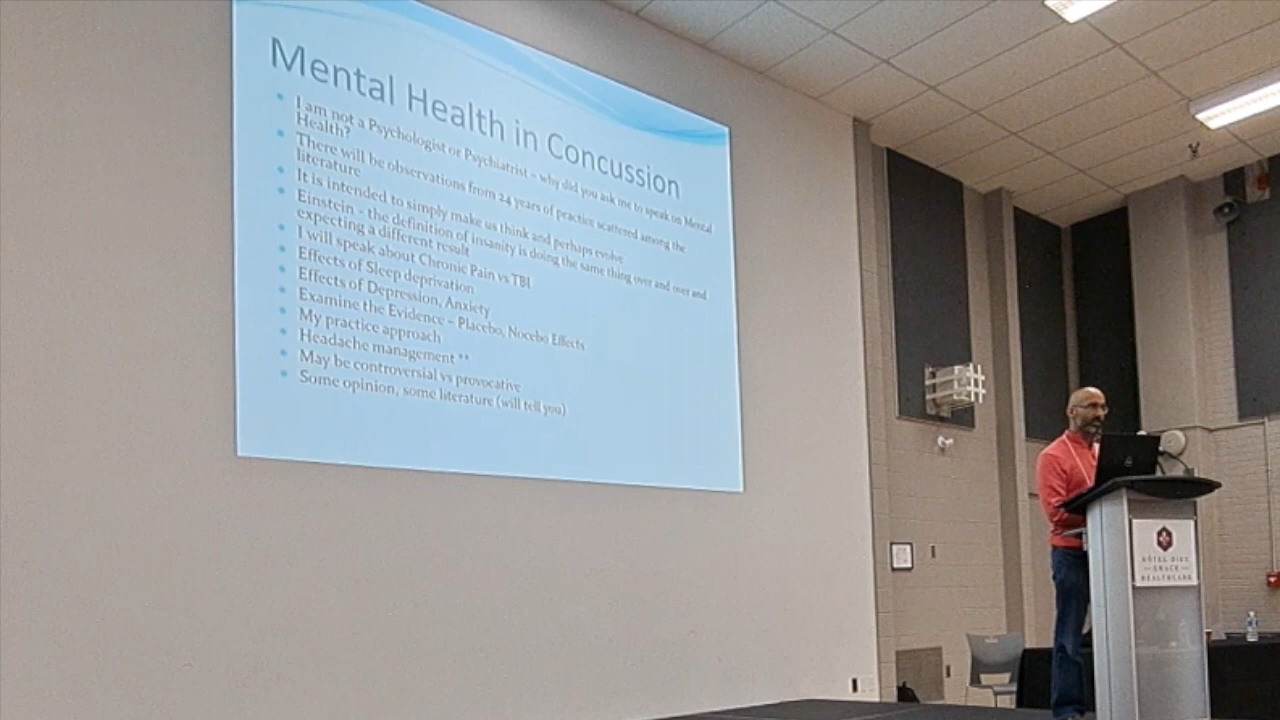 Mental Health in Concussion
I am not a Psychologist or Psychiatrist – why did you ask me to speak on Mental
Health?
There will be observations from 24 years of practice scattered among the
literature
It is intended to simply make us think and perhaps evolve
Einstein - the definition of insanity is doing the same thing over and over and
expecting a different result
I will speak about Chronic Pain vs TBI
Effects of Sleep deprivation
Effects of Depression, Anxiety
Examine the Evidence – Placebo, Nocebo Effects
My practice approach
Headache management **
May be controversial vs provocative
Some opinion, some literature (will tell you)
HÔTEL-DIEU
GRACE
HEALTHCARE